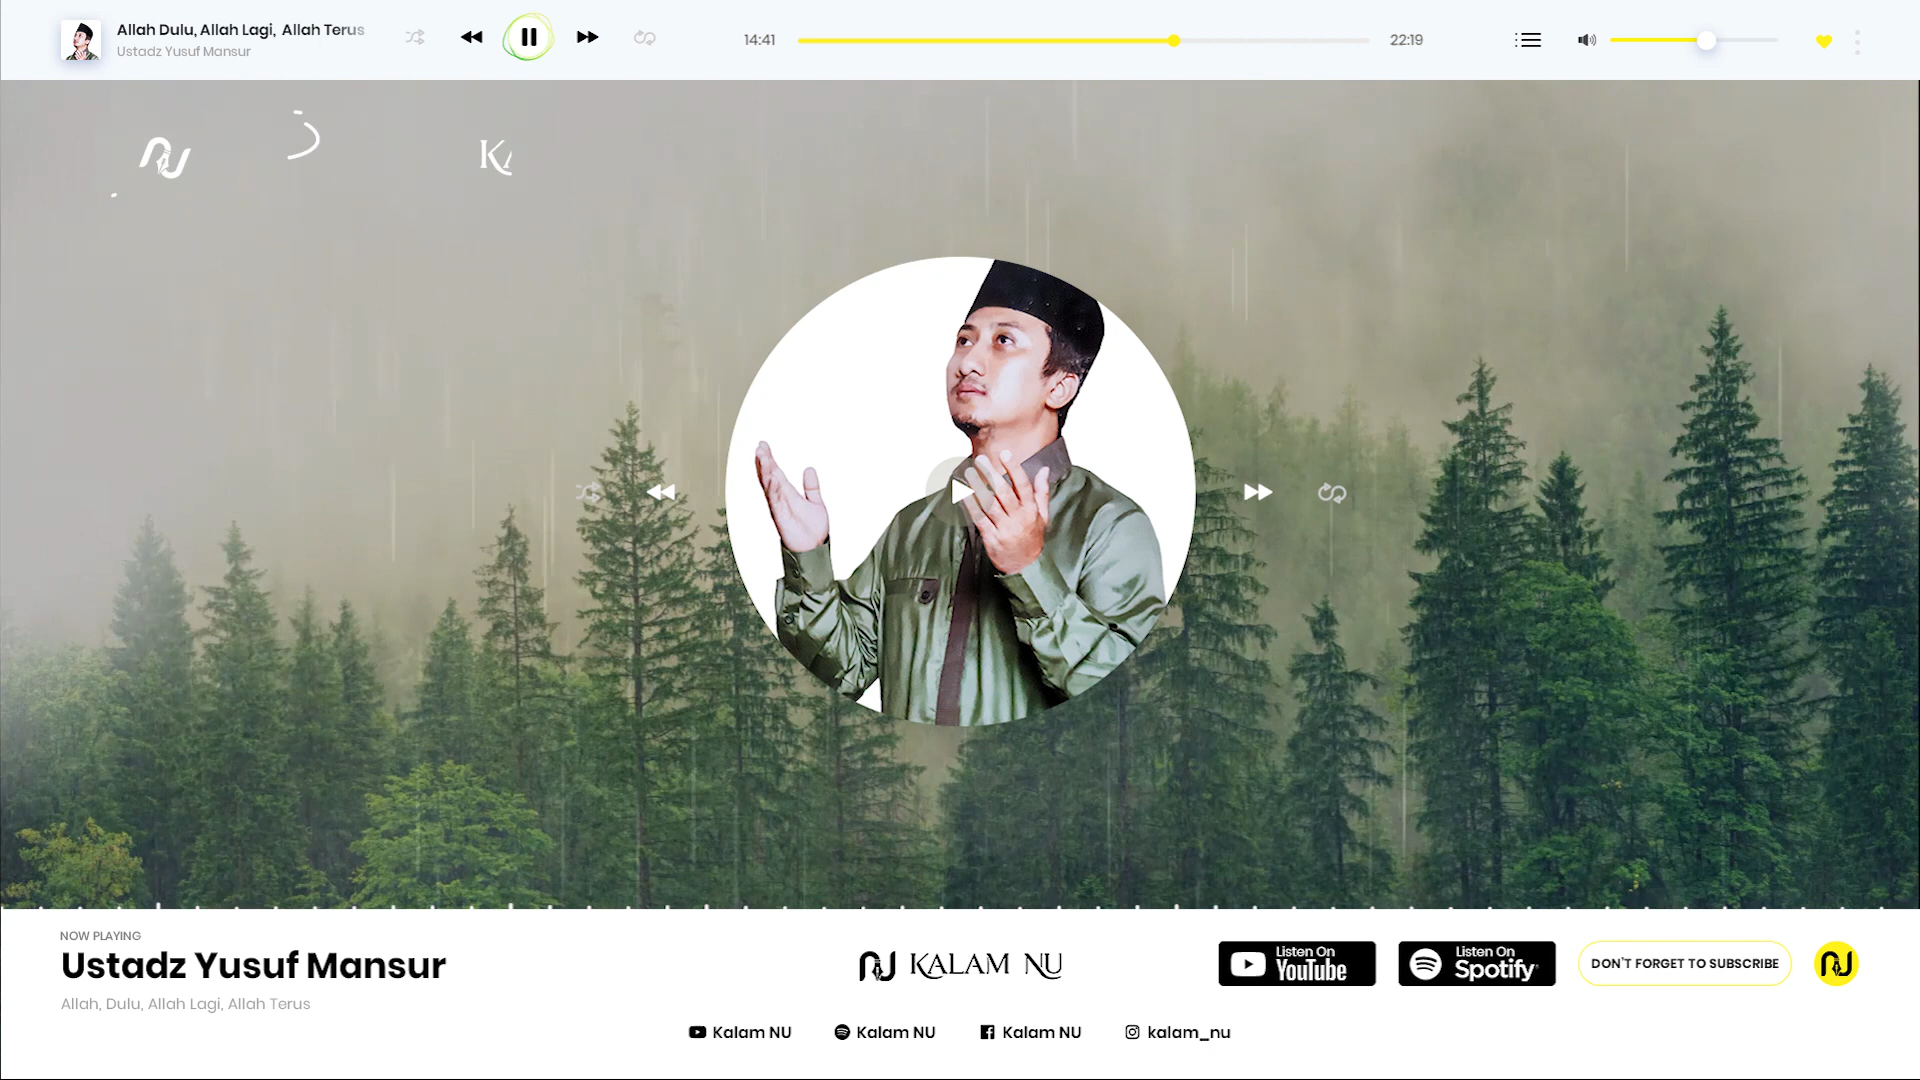 Allah Dulu, Allah Lagi, Allah Terus
Ustadz Yusuf Mansur
14:41
22:19
KA
NOW PLAYING
Ustadz Yusuf Mansur
Allah, Dulu, Allah Lagi, Allah Terus
KALAM NU
Listen On
YouTube
Listen On
Spotify
DON'T FORGET TO SUBSCRIBE
Kalam NU
Kalam NU
Kalam NU
kalam_nu